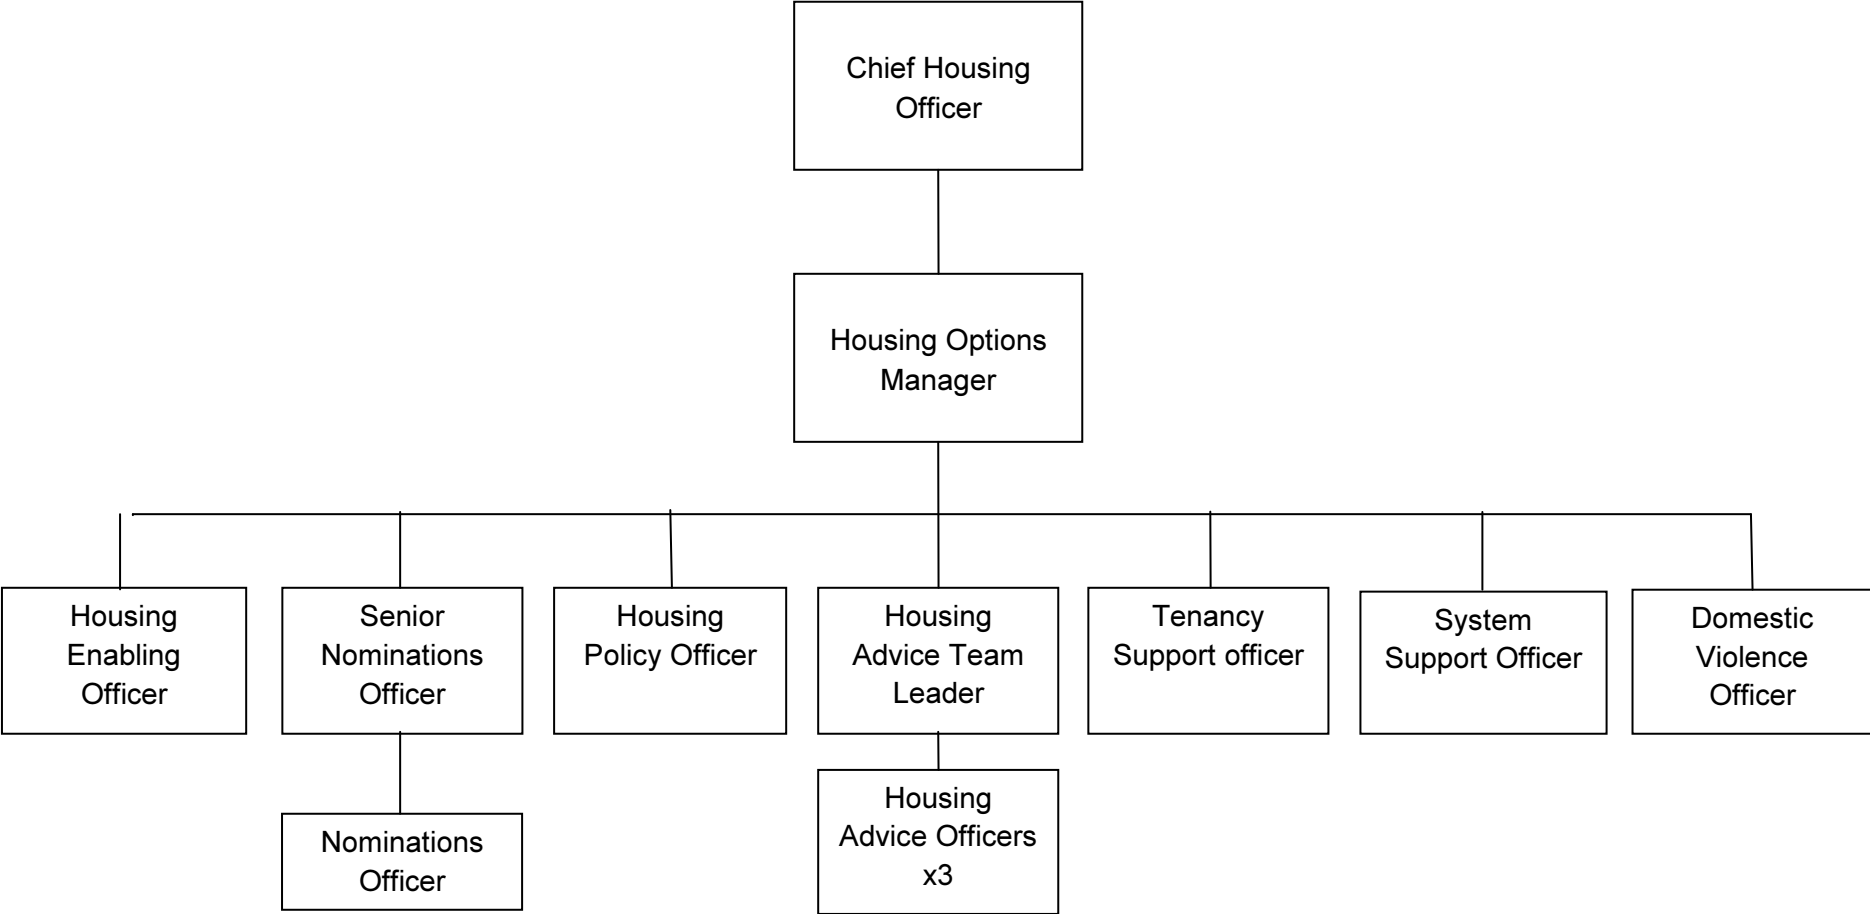 Chief Housing
Officer
Housing Options
Manager
Housing
Enabling
Officer
Senior
Nominations
Officer
Housing
Policy Officer
Housing
Advice Team
Leader
Tenancy
Support officer
System
Support Officer
Domestic
Violence
Officer
Nominations
Officer
Housing
Advice Officers
x3